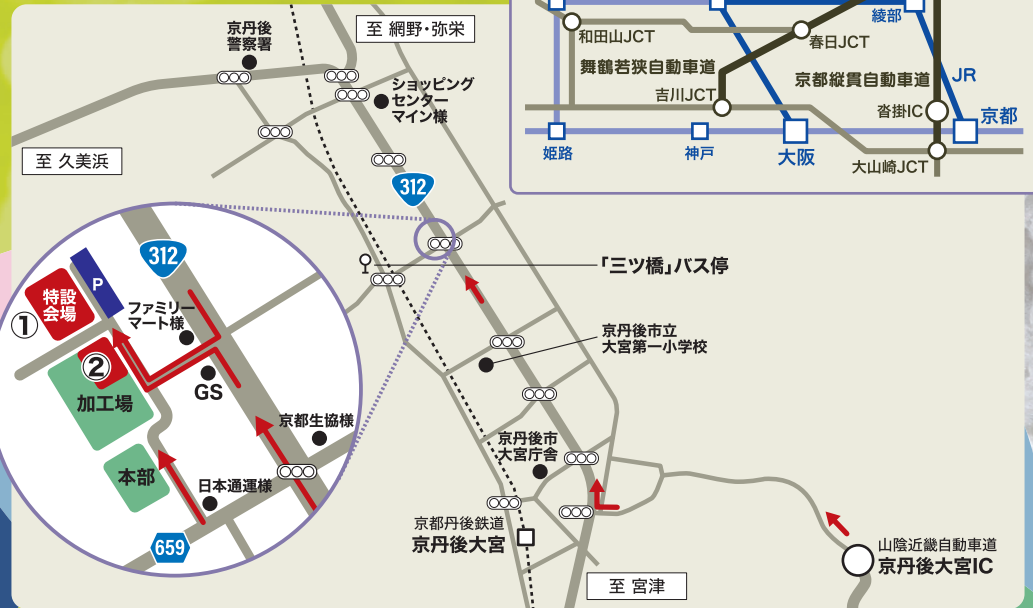 京丹後
警察署
至 網野・弥栄
ショッピング
センター
マイン様
至 久美浜
312
「三ツ橋」バス停
京丹後市立
大宮第一小学校
京丹後市
大宮庁舎
京都丹後鉄道
京丹後大宮
至 宮津
山陰近畿自動車道
京丹後大宮IC
312
P
特設
会場
①
ファミリー
マート様
②
GS
加工場
京都生協様
本部
日本通運様
659
綾部
和田山JCT
春日JCT
舞鶴若狭自動車道
京都縦貫自動車道
JR
吉川JCT
沓掛IC
京都
姫路
神戸
大阪
大山崎JCT